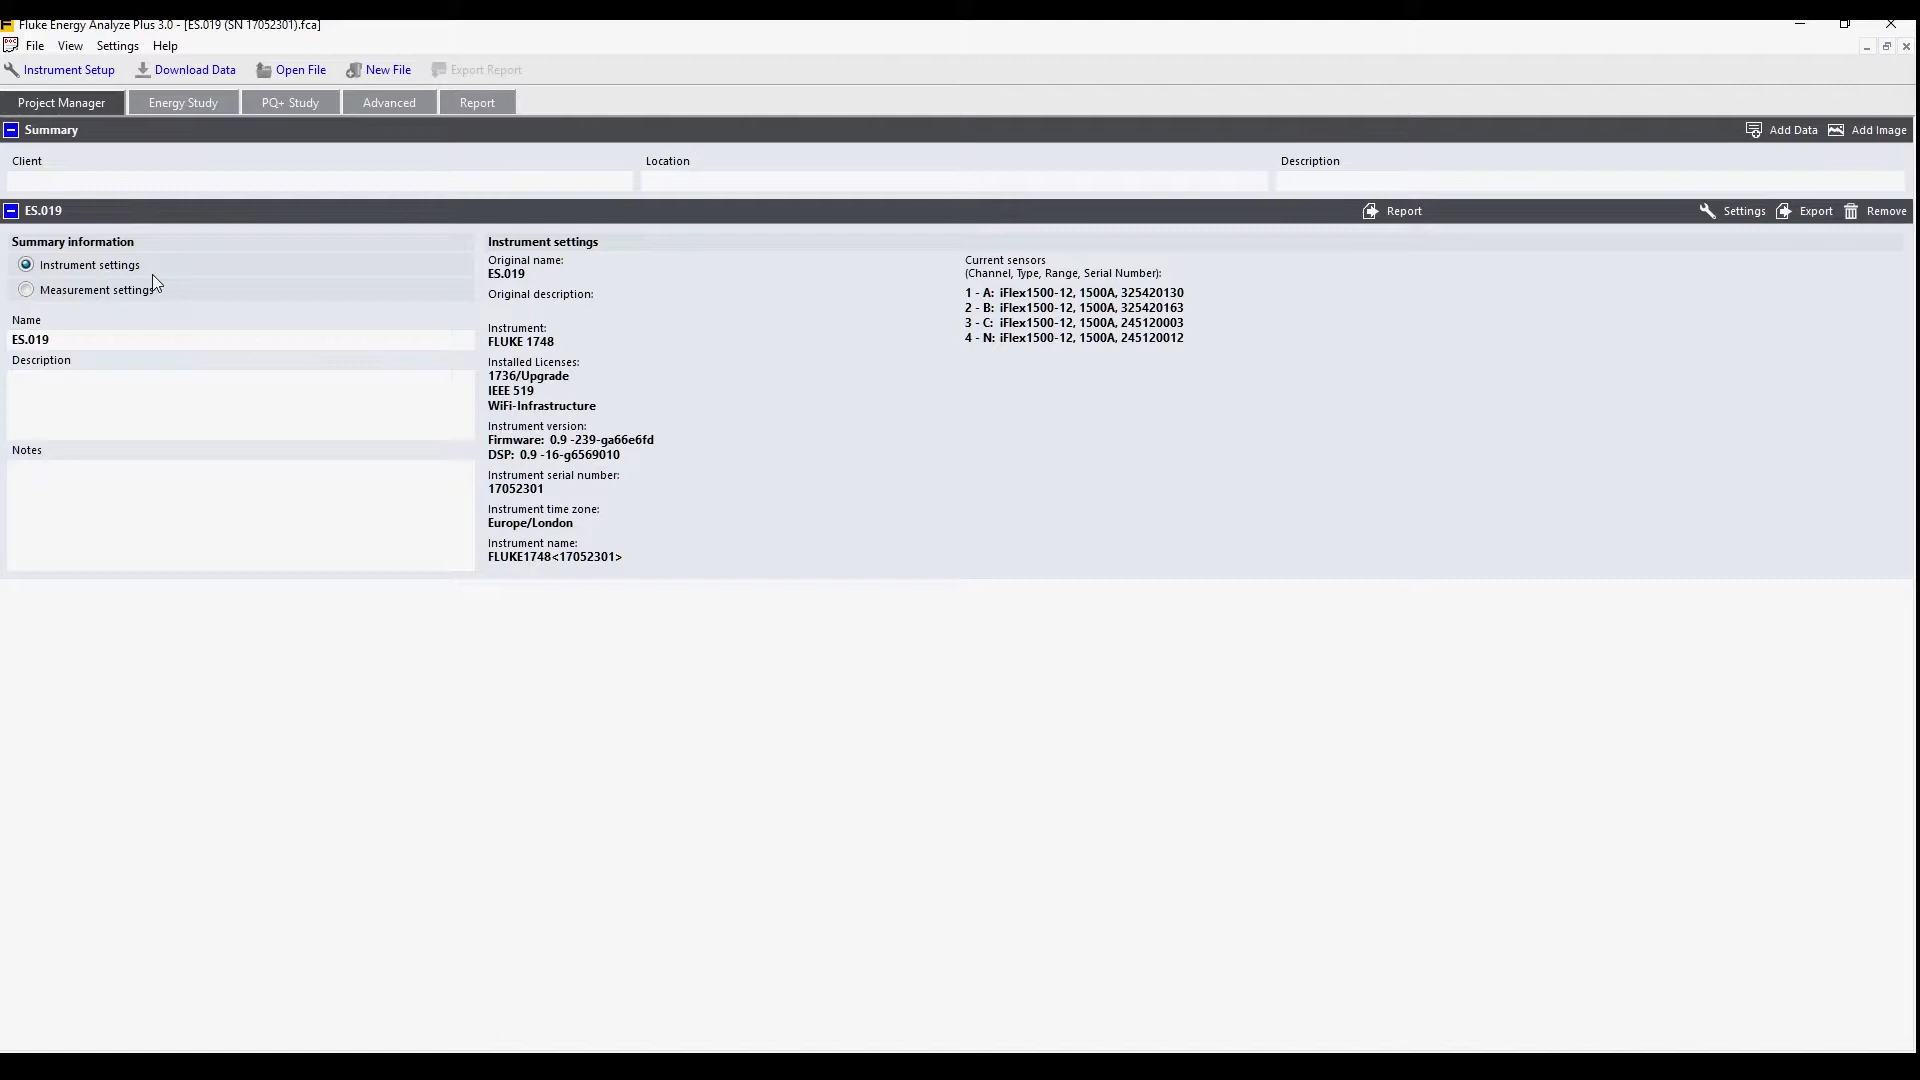 Fluke Energy Analyze Plus 3.0 - [ES.019 (SN 17052301).fca]
File View Settings Help
Instrument Setup Download Data Open File New File Export Report
Project Manager Energy Study PQ+ Study Advanced Report
Summary Add Data Add Image
Client Location Description
ES.019 Report Settings Export Remove
Summary information
Instrument settings
Measurement settings
Name
ES.019
Description
Notes
Instrument settings
Original name:
ES.019
Original description:
Instrument:
FLUKE 1748
Installed Licenses:
1736/Upgrade
IEEE 519
WiFi-Infrastructure
Instrument version:
Firmware: 0.9 -239-ga66e6fd
DSP: 0.9 -16-g6569010
Instrument serial number:
17052301
Instrument time zone:
Europe/London
Instrument name:
FLUKE1748<17052301>
Current sensors
(Channel, Type, Range, Serial Number):
1 - A: iFlex1500-12, 1500A, 325420130
2 - B: iFlex1500-12, 1500A, 325420163
3 - C: iFlex1500-12, 1500A, 245120003
4 - N: iFlex1500-12, 1500A, 245120012